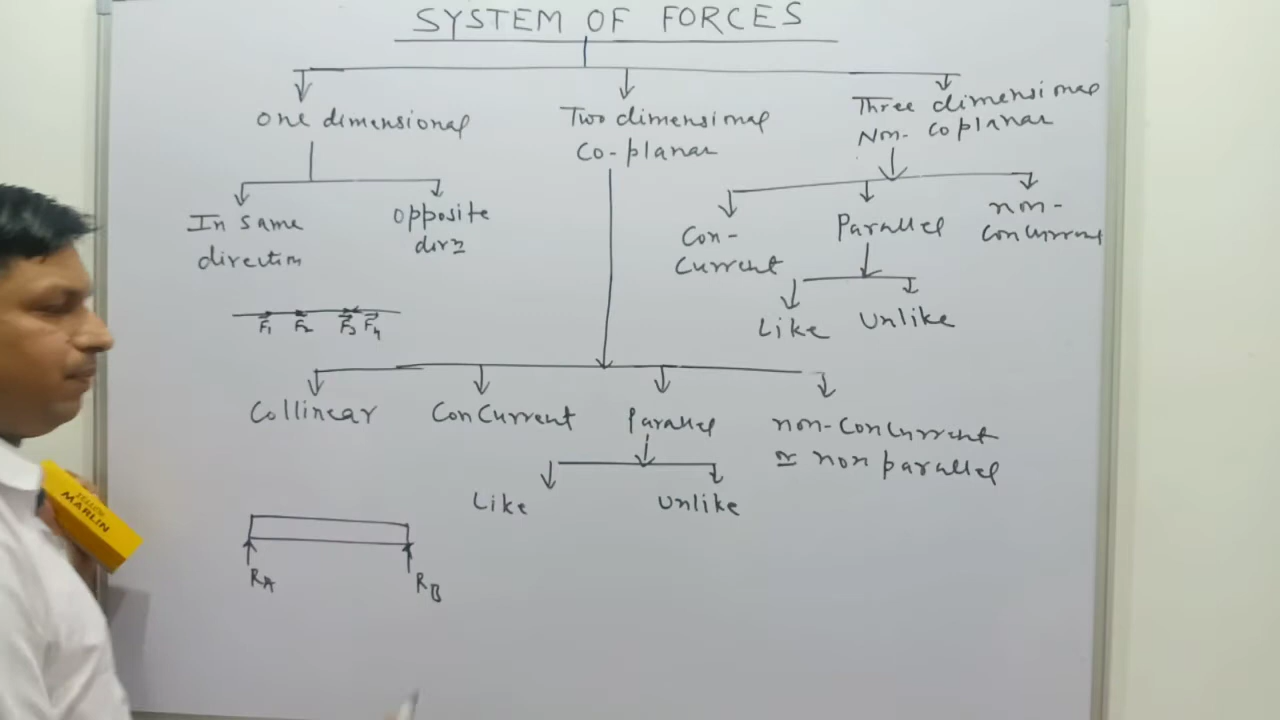 SYSTEM OF FORCES
One dimensional
Two dimensional
Co-planar
Three dimensional
Non-Coplanar
In same
direction
Opposite
dirn
Con-
Current
Parallel
non-
Concurrent
Like
Unlike
F1 F2 F3 F4
Collinear
Concurrent
Parallel
non-Concurrent
or non parallel
Like
Unlike
RA
RB
YELLOW
MARLIN